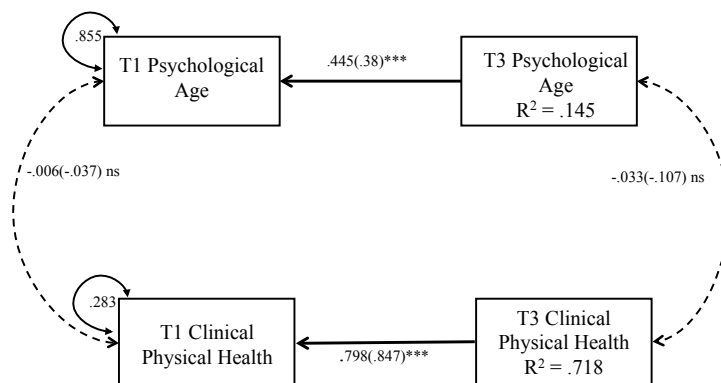 .855
T1 Psychological
Age
.445(.38)***
T3 Psychological
Age
R² = .145
-.006(-.037) ns
-.033(-.107) ns
.283
T1 Clinical
Physical Health
.798(.847)***
T3 Clinical
Physical Health
R² = .718